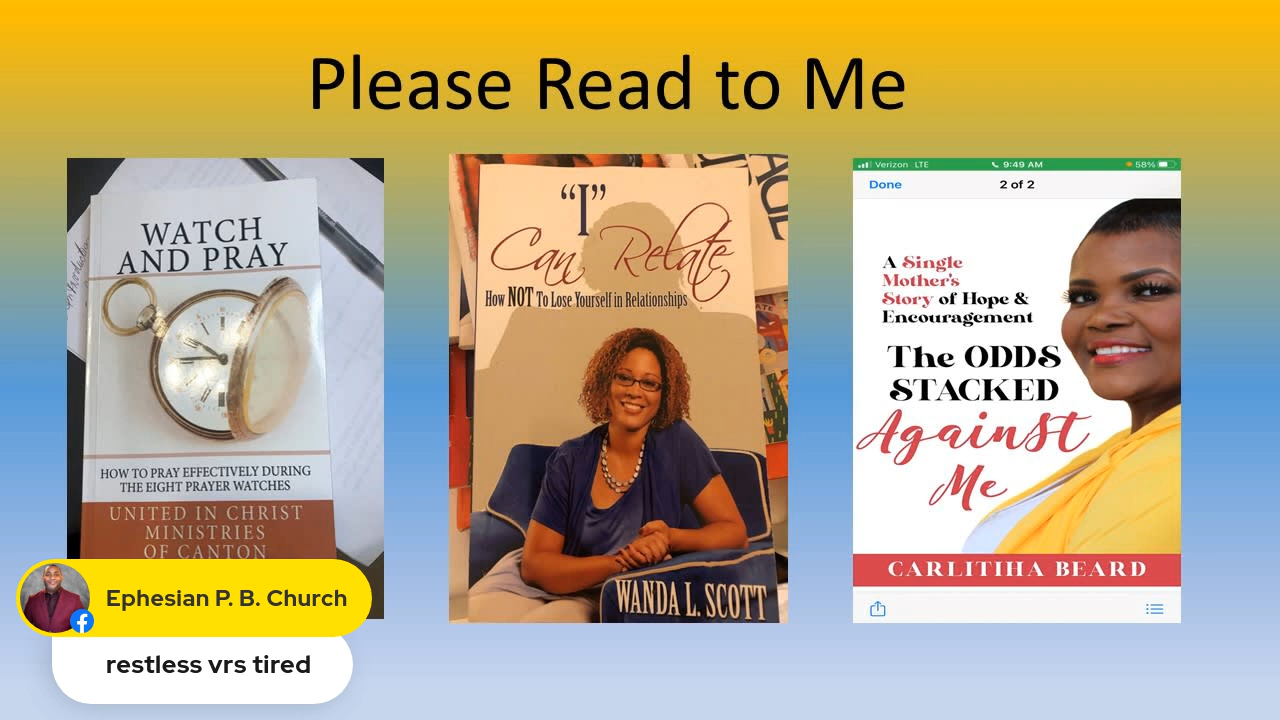 Please Read to Me
WATCH
AND PRAY
HOW TO PRAY EFFECTIVELY DURING
THE EIGHT PRAYER WATCHES
UNITED IN CHRIST
MINISTRIES
OF CANTON
"I"
Can Relate
How NOT To Lose Yourself in Relationships
WANDA L. SCOTT
Verizon LTE 9:49 AM 58%
Done 2 of 2
A Single
Mother's
Story of Hope &
Encouragement
The ODDS
STACKED
Against
Me
CARLITIHA BEARD
Ephesian P. B. Church
restless vrs tired